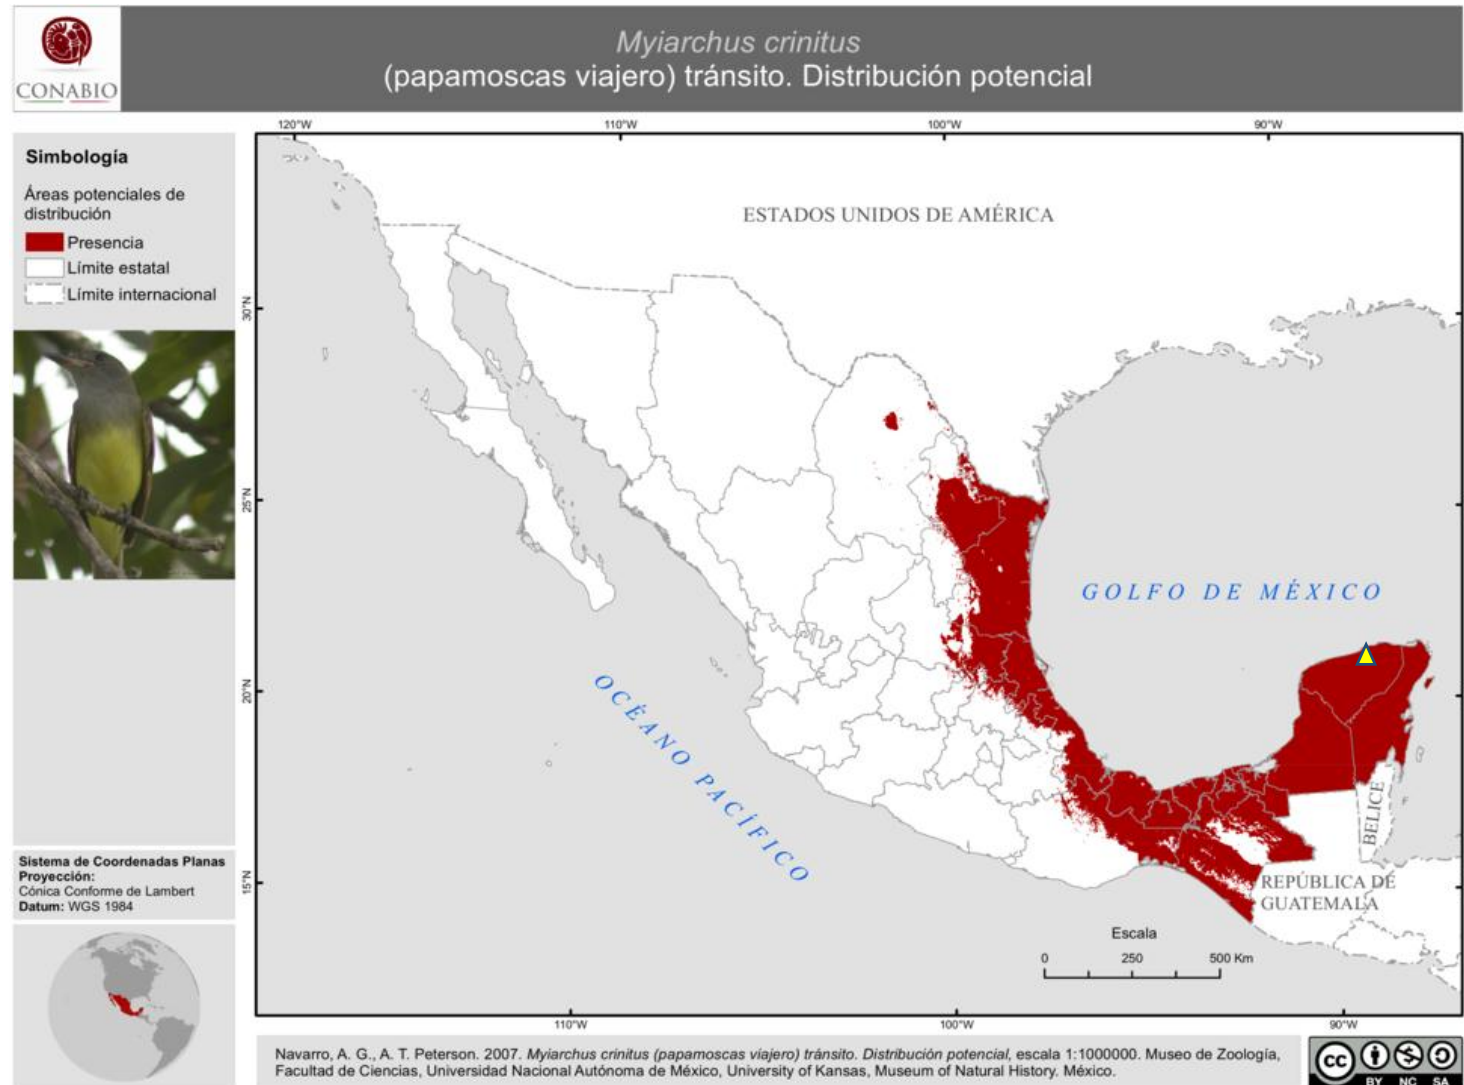 CONABIO
Myiarchus crinitus
(papamoscas viajero) tránsito. Distribución potencial
Simbología
Áreas potenciales de
distribución
Presencia
Límite estatal
Límite internacional
120°W 110°W 100°W 90°W
ESTADOS UNIDOS DE AMÉRICA
30°N
25°N
GOLFO DE MÉXICO
20°N
OCÉANO PACÍFICO
BELICE
15°N
REPÚBLICA DE
GUATEMALA
Escala
0 250 500 Km
110°W 100°W 90°W
Sistema de Coordenadas Planas
Proyección:
Cónica Conforme de Lambert
Datum: WGS 1984
Navarro, A. G., A. T. Peterson. 2007. Myiarchus crinitus (papamoscas viajero) tránsito. Distribución potencial, escala 1:1000000. Museo de Zoología,
Facultad de Ciencias, Universidad Nacional Autónoma de México, University of Kansas, Museum of Natural History. México.
cc
BY NC SA